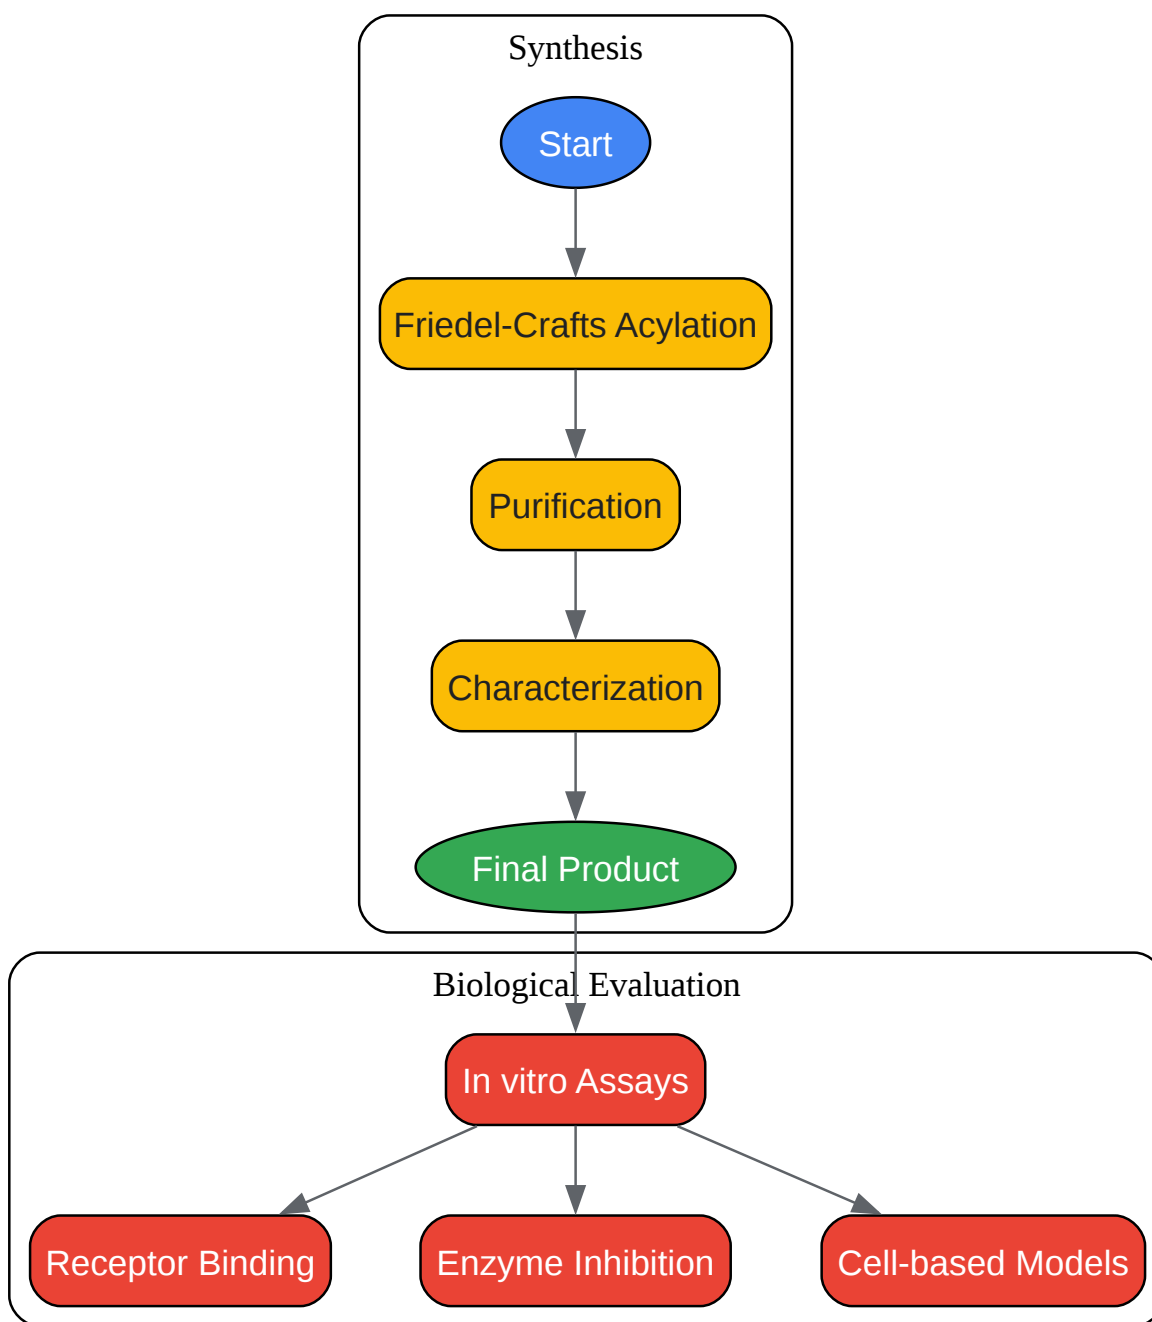 Synthesis
Start
Friedel-Crafts Acylation
Purification
Characterization
Final Product
Biological Evaluation
In vitro Assays
Receptor Binding
Enzyme Inhibition
Cell-based Models